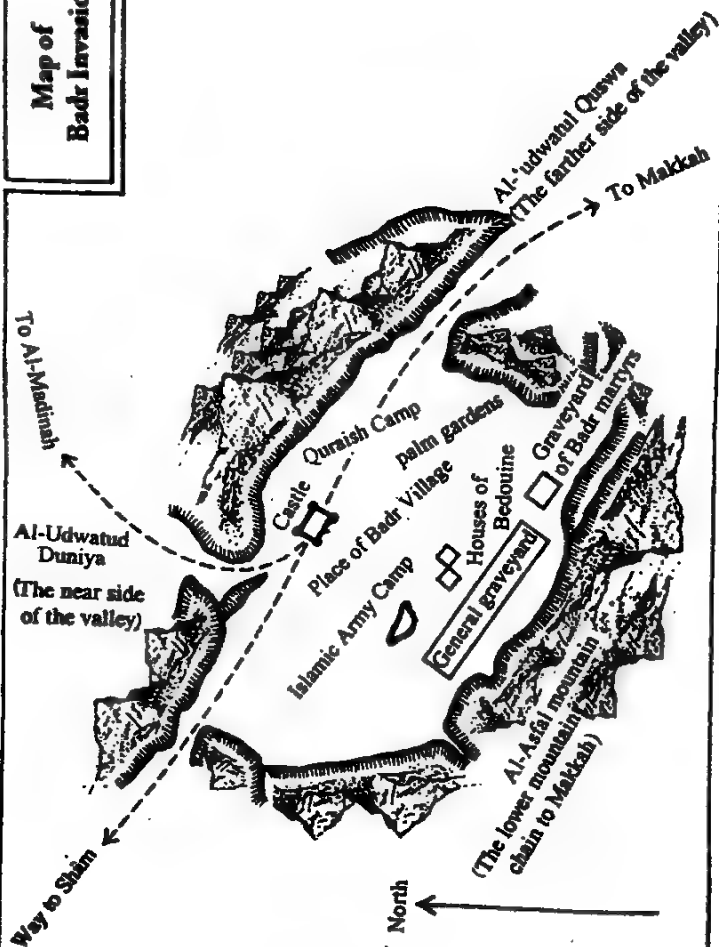 Map of
To Al-Madinah
Al-'udwatul Quswa
(The farther side of the valley)
To Makkah
Al-Udwatud
Duniya
(The near side
of the valley)
Castle
Quraish Camp
palm gardens
Place of Badr Village
Islamic Army Camp
Houses of
Bedouine
Graveyard
of Badr martyrs
General graveyard
Al-Asfal mountain
(The lower mountain
chain to Makkah)
Way to Shâm
North
Badr Invasio